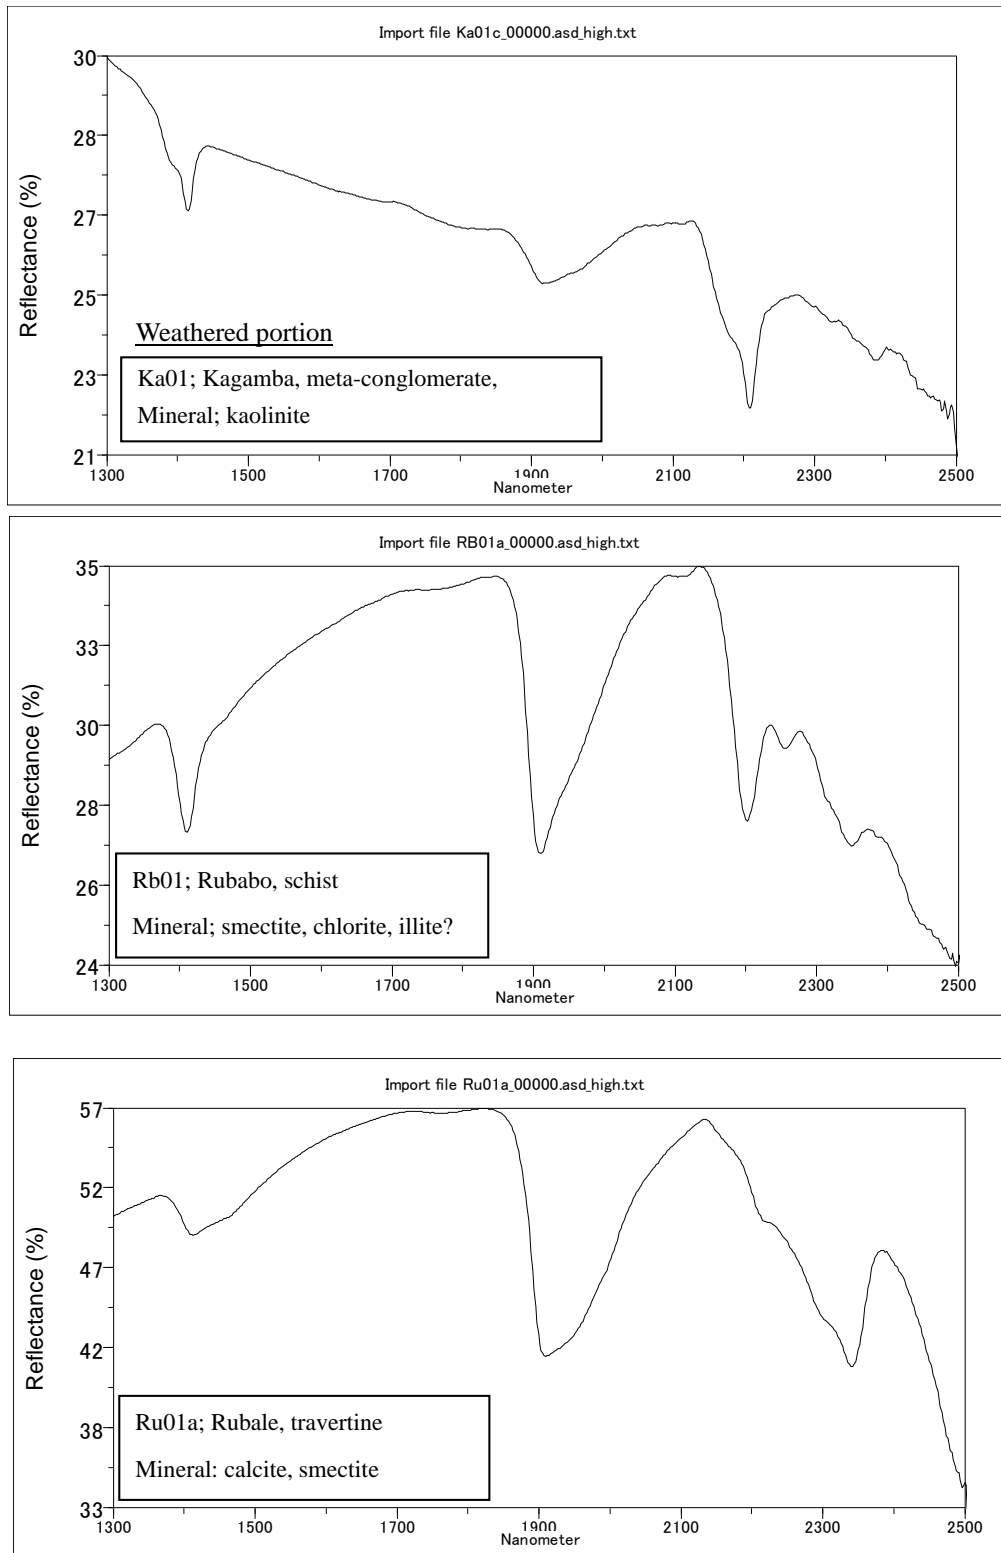 Import file Ka01c_00000.asd_high.txt
30
28
27
25
23
21
Reflectance (%)
Weathered portion
Ka01; Kagamba, meta-conglomerate,
Mineral; kaolinite
1300 1500 1700 1900 2100 2300 2500
Nanometer
Import file RB01a_00000.asd_high.txt
35
33
30
28
26
24
Reflectance (%)
Rb01; Rubabo, schist
Mineral; smectite, chlorite, illite?
1300 1500 1700 1900 2100 2300 2500
Nanometer
Import file Ru01a_00000.asd_high.txt
57
52
47
42
38
33
Reflectance (%)
Ru01a; Rubale, travertine
Mineral: calcite, smectite
1300 1500 1700 1900 2100 2300 2500
Nanometer